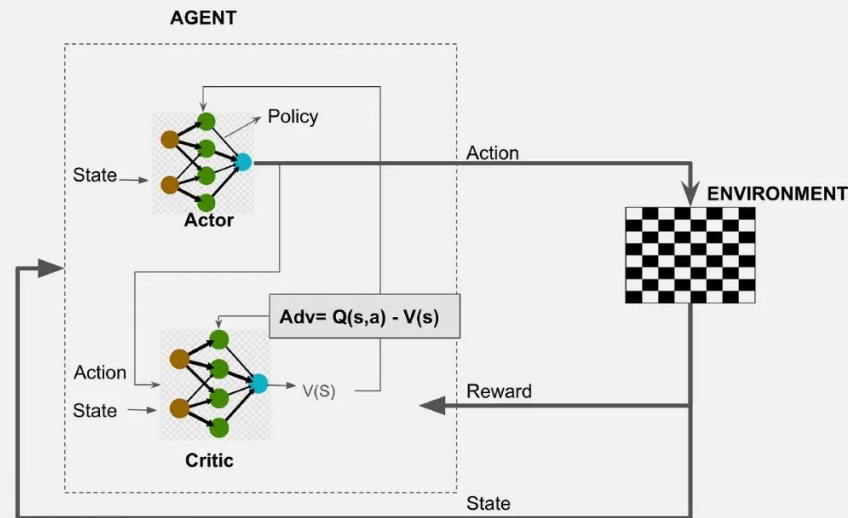 AGENT
Policy
State
Actor
Action
ENVIRONMENT
Adv= Q(s,a) - V(s)
Action
State
V(S)
Critic
Reward
State